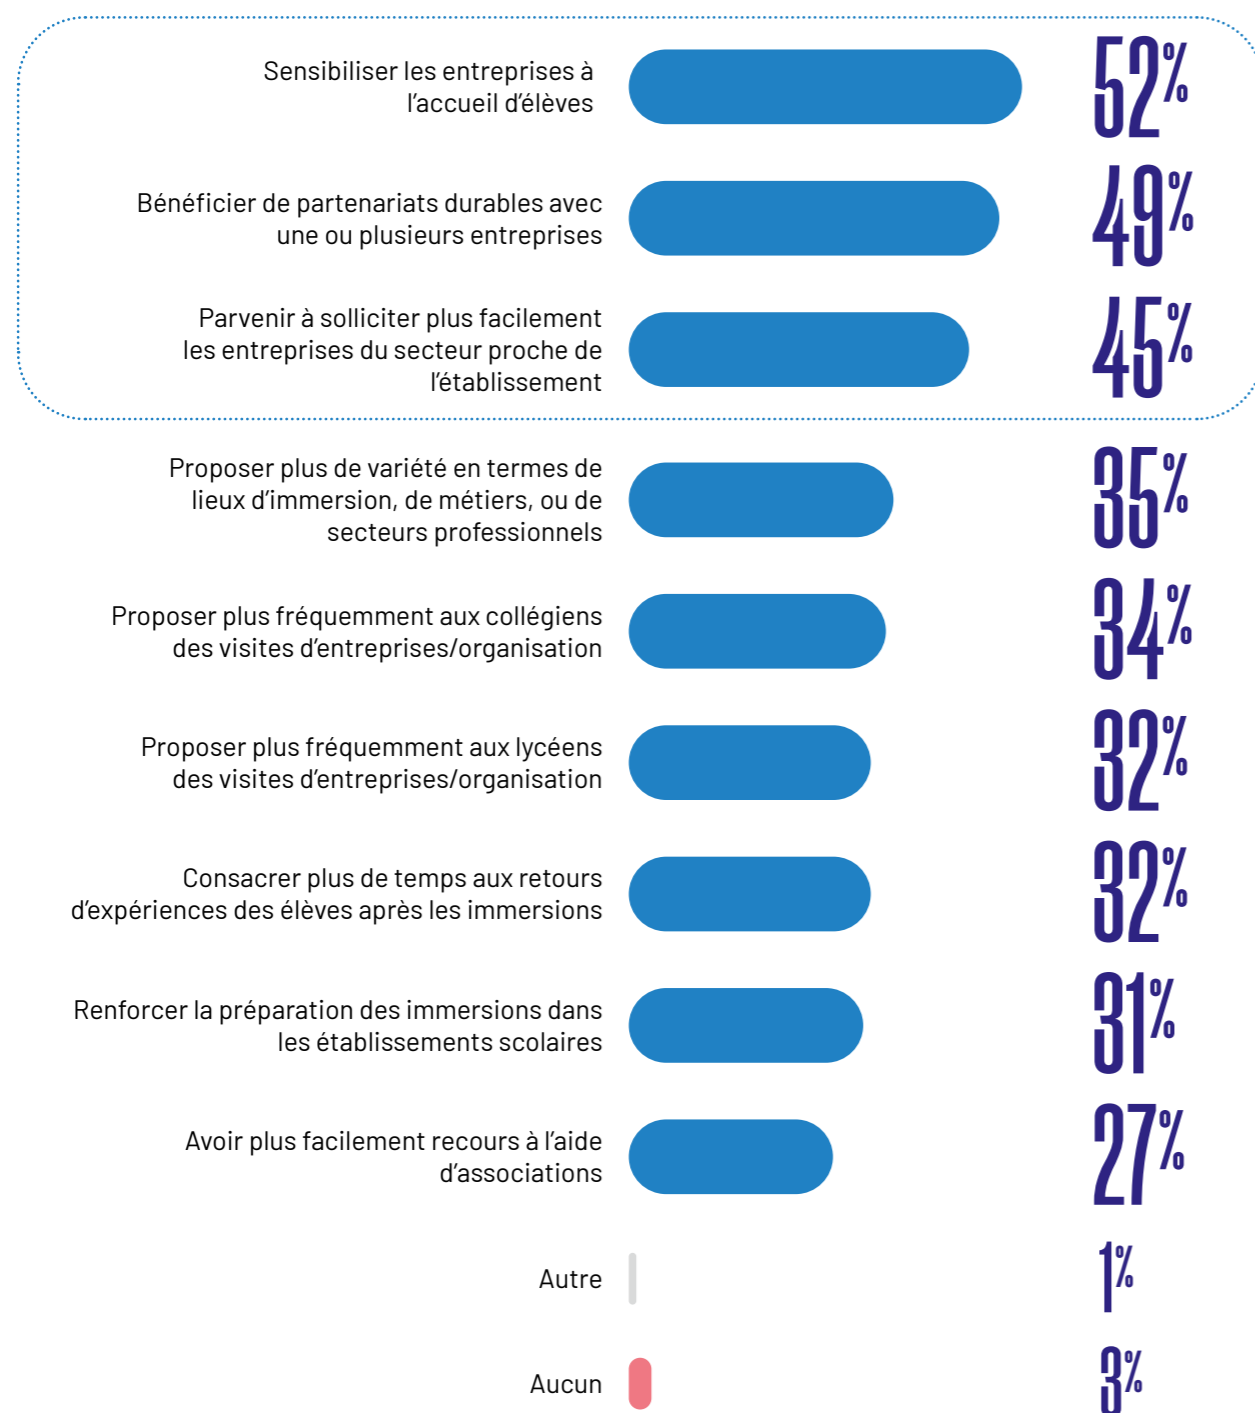 Sensibiliser les entreprises à
l'accueil d'élèves
52%
Bénéficier de partenariats durables avec
une ou plusieurs entreprises
49%
Parvenir à solliciter plus facilement
les entreprises du secteur proche de
l'établissement
45%
Proposer plus de variété en termes de
lieux d'immersion, de métiers, ou de
secteurs professionnels
35%
Proposer plus fréquemment aux collégiens
des visites d'entreprises/organisation
34%
Proposer plus fréquemment aux lycéens
des visites d'entreprises/organisation
32%
Consacrer plus de temps aux retours
d'expériences des élèves après les immersions
32%
Renforcer la préparation des immersions dans
les établissements scolaires
31%
Avoir plus facilement recours à l'aide
d'associations
27%
Autre
1%
Aucun
3%